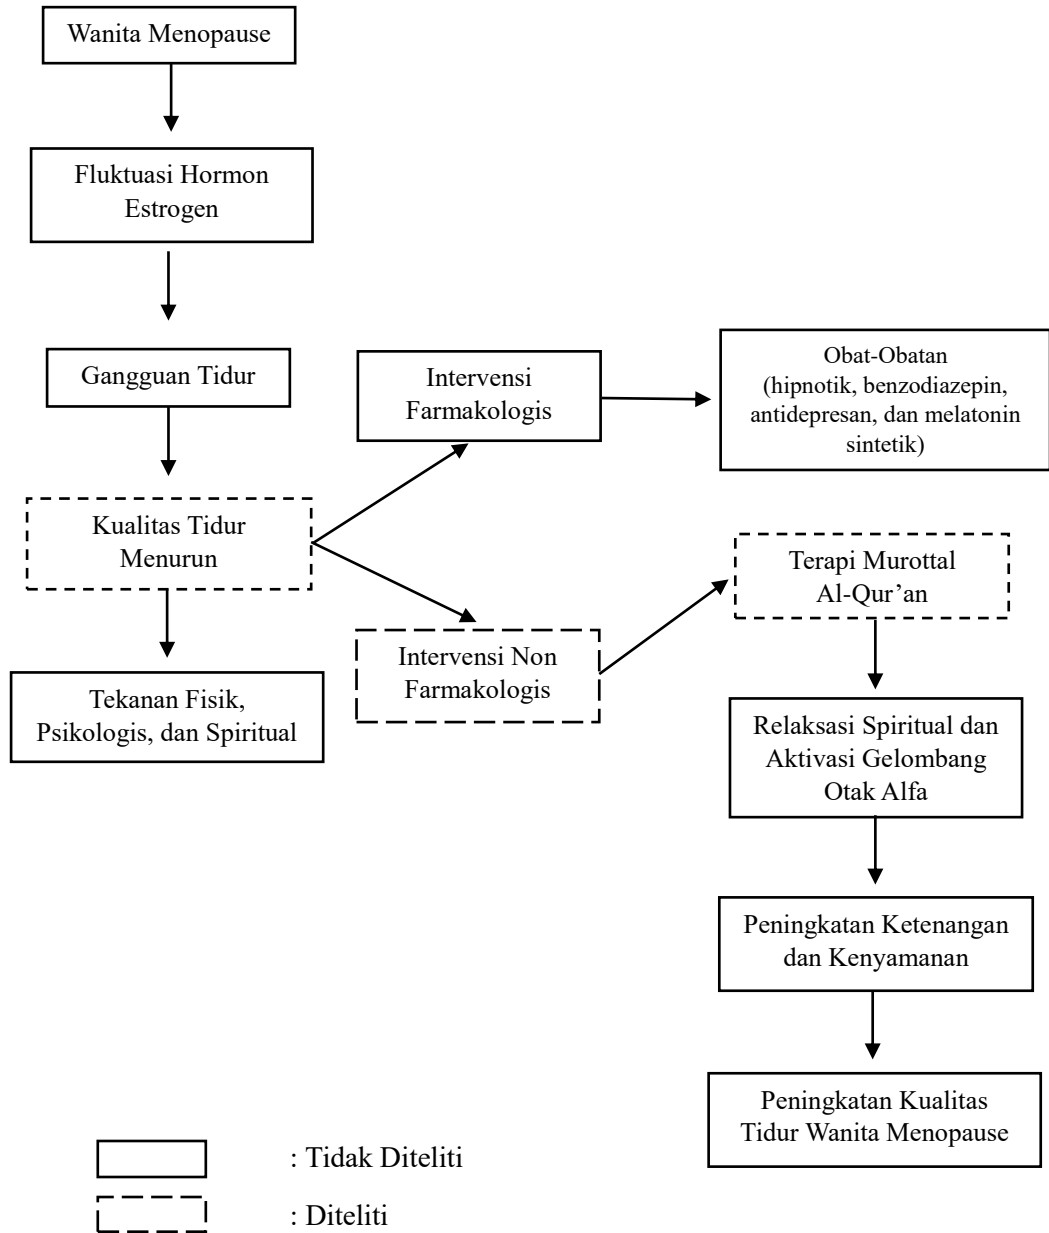 Wanita Menopause
Fluktuasi Hormon
Estrogen
Gangguan Tidur
Kualitas Tidur
Menurun
Tekanan Fisik,
Psikologis, dan Spiritual
Intervensi
Farmakologis
Obat-Obatan
(hipnotik, benzodiazepin,
antidepresan, dan melatonin
sintetik)
Intervensi Non
Farmakologis
Terapi Murottal
Al-Qur’an
Relaksasi Spiritual dan
Aktivasi Gelombang
Otak Alfa
Peningkatan Ketenangan
dan Kenyamanan
Peningkatan Kualitas
Tidur Wanita Menopause
: Tidak Diteliti
: Diteliti